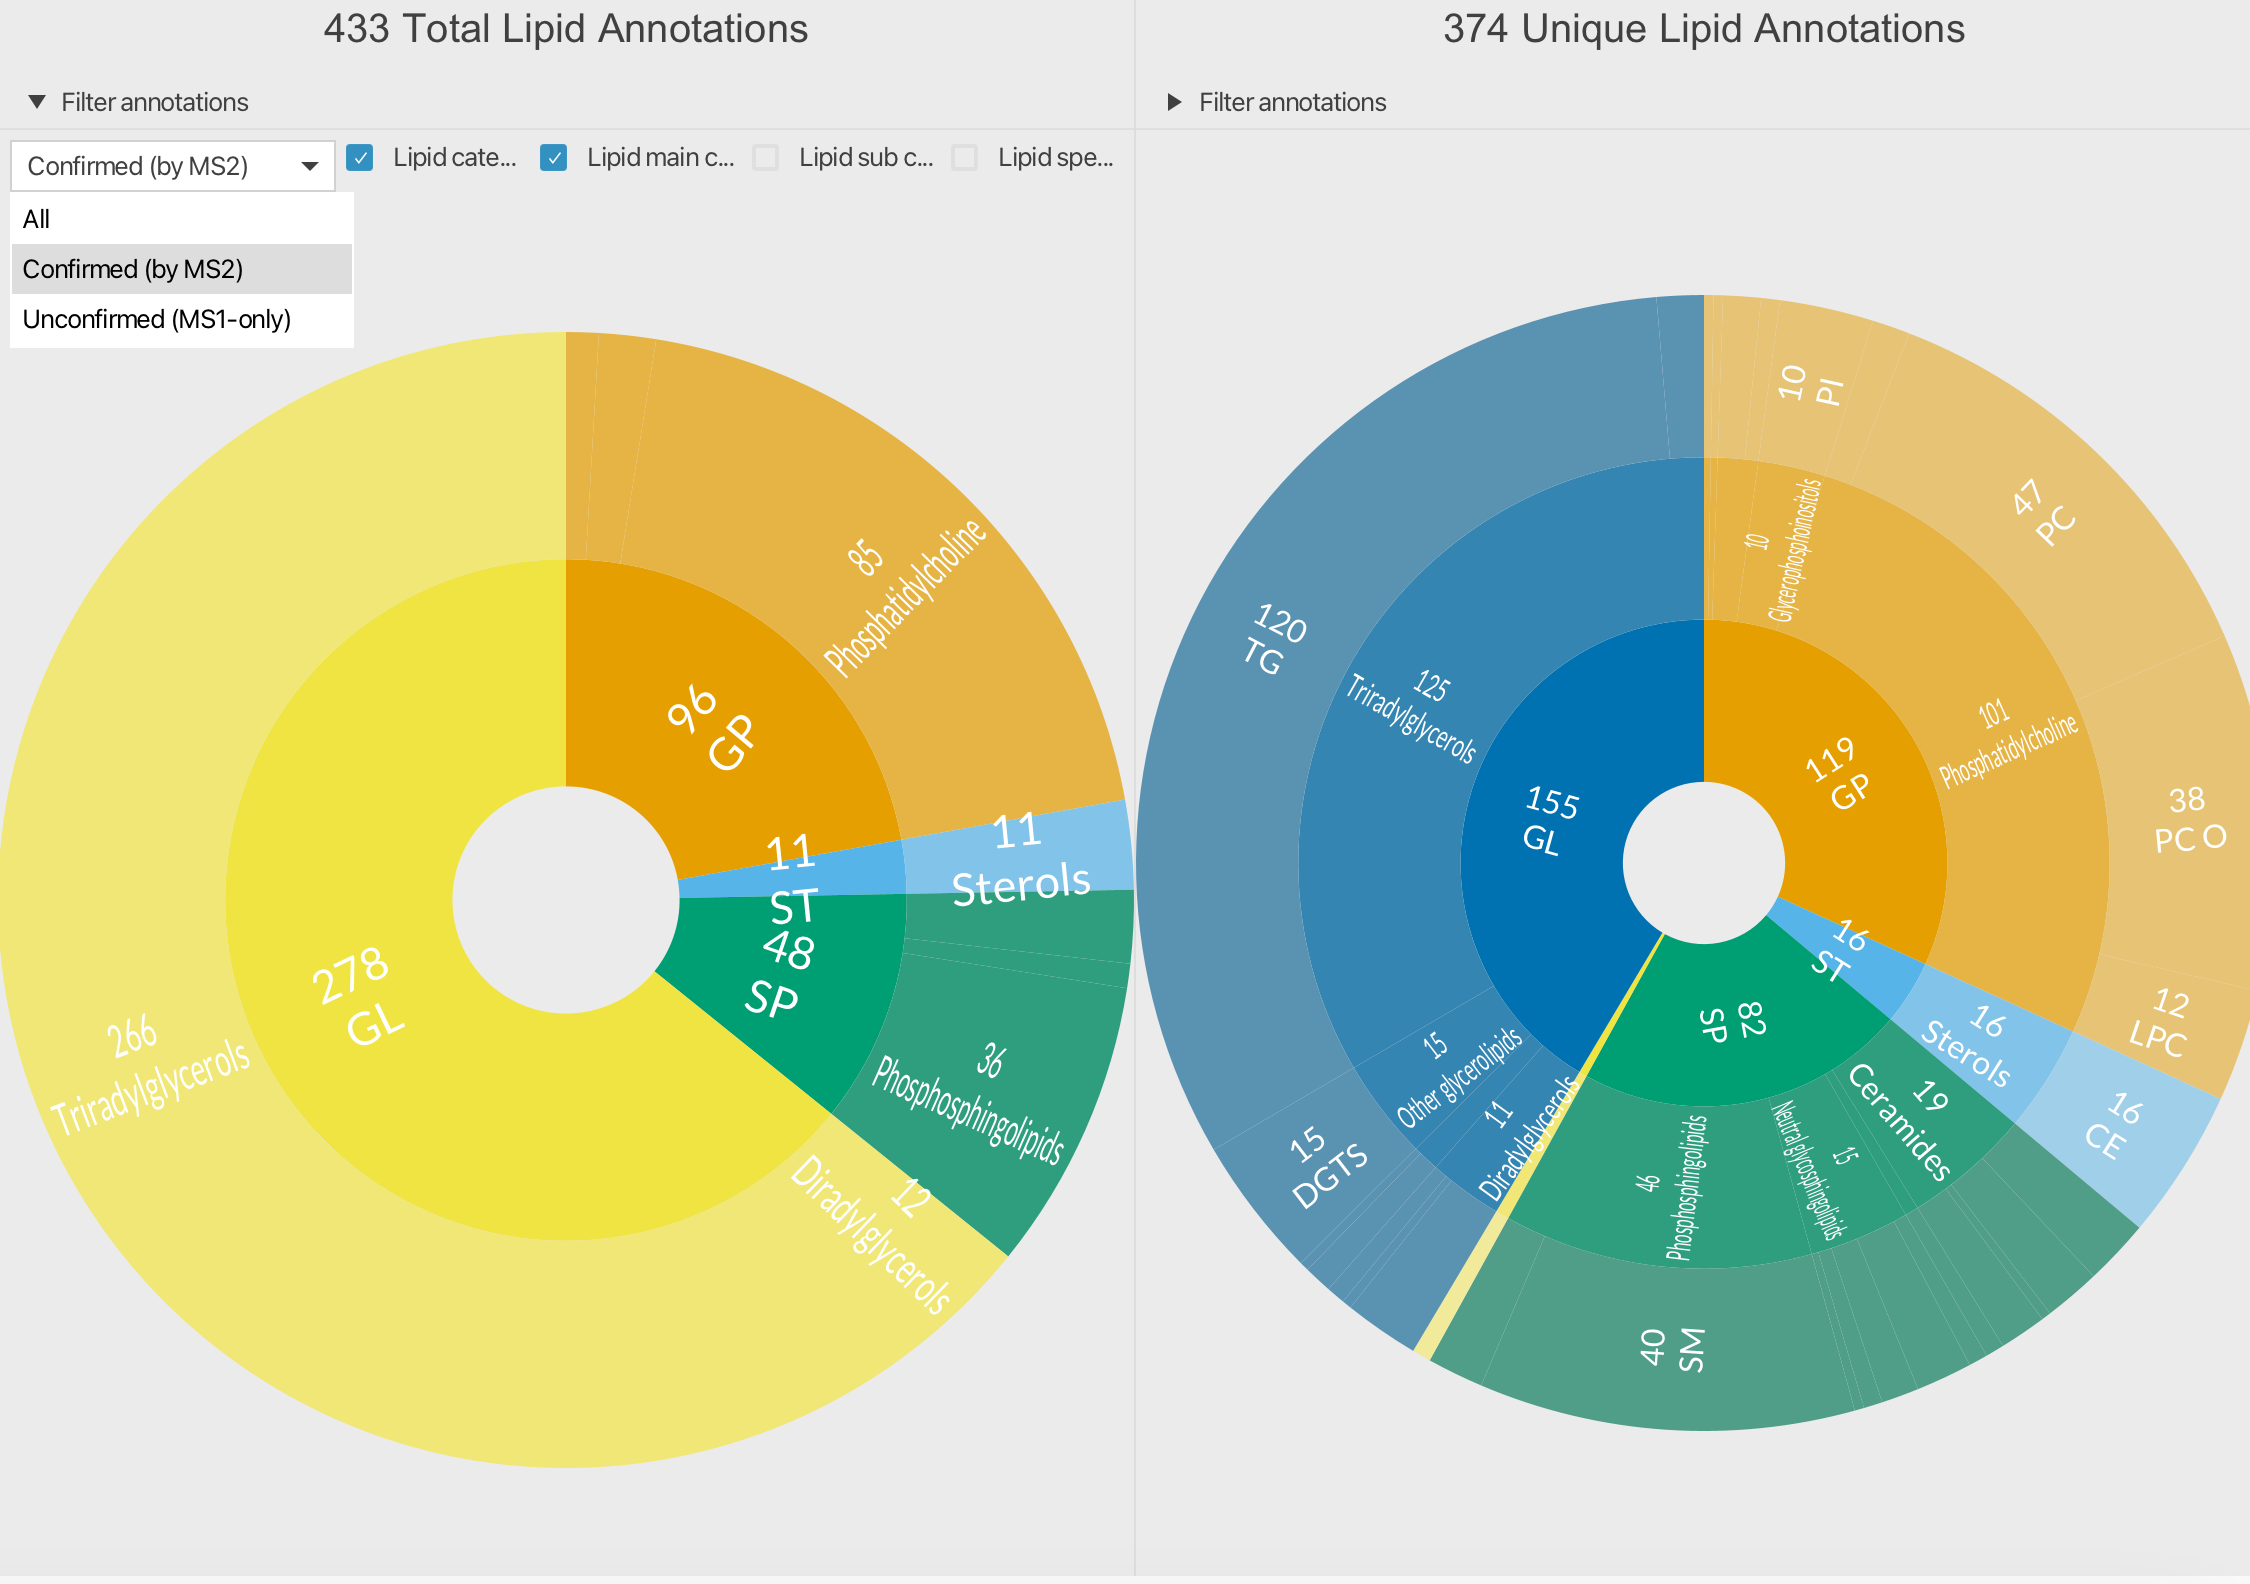 433 Total Lipid Annotations
Filter annotations
Confirmed (by MS2)
Lipid cate...
Lipid main c...
Lipid sub c...
Lipid spe...
All
Confirmed (by MS2)
Unconfirmed (MS1-only)
85
Phosphatidylcholine
96
GP
11
ST
11
Sterols
48
SP
36
Phosphosphingolipids
278
GL
266
Triradylglycerols
12
Diradylglycerols
374 Unique Lipid Annotations
Filter annotations
10
PI
47
PC
10
Glycerophosphoinositols
120
TG
125
Triradylglycerols
155
GL
119
GP
101
Phosphatidylcholine
38
PC O
12
LPC
16
ST
16
Sterols
16
CE
82
SP
19
Ceramides
15
Neutral glycosphingolipids
46
Phosphosphingolipids
40
SM
15
Other glycerolipids
11
Diradylglycerols
15
DGTS